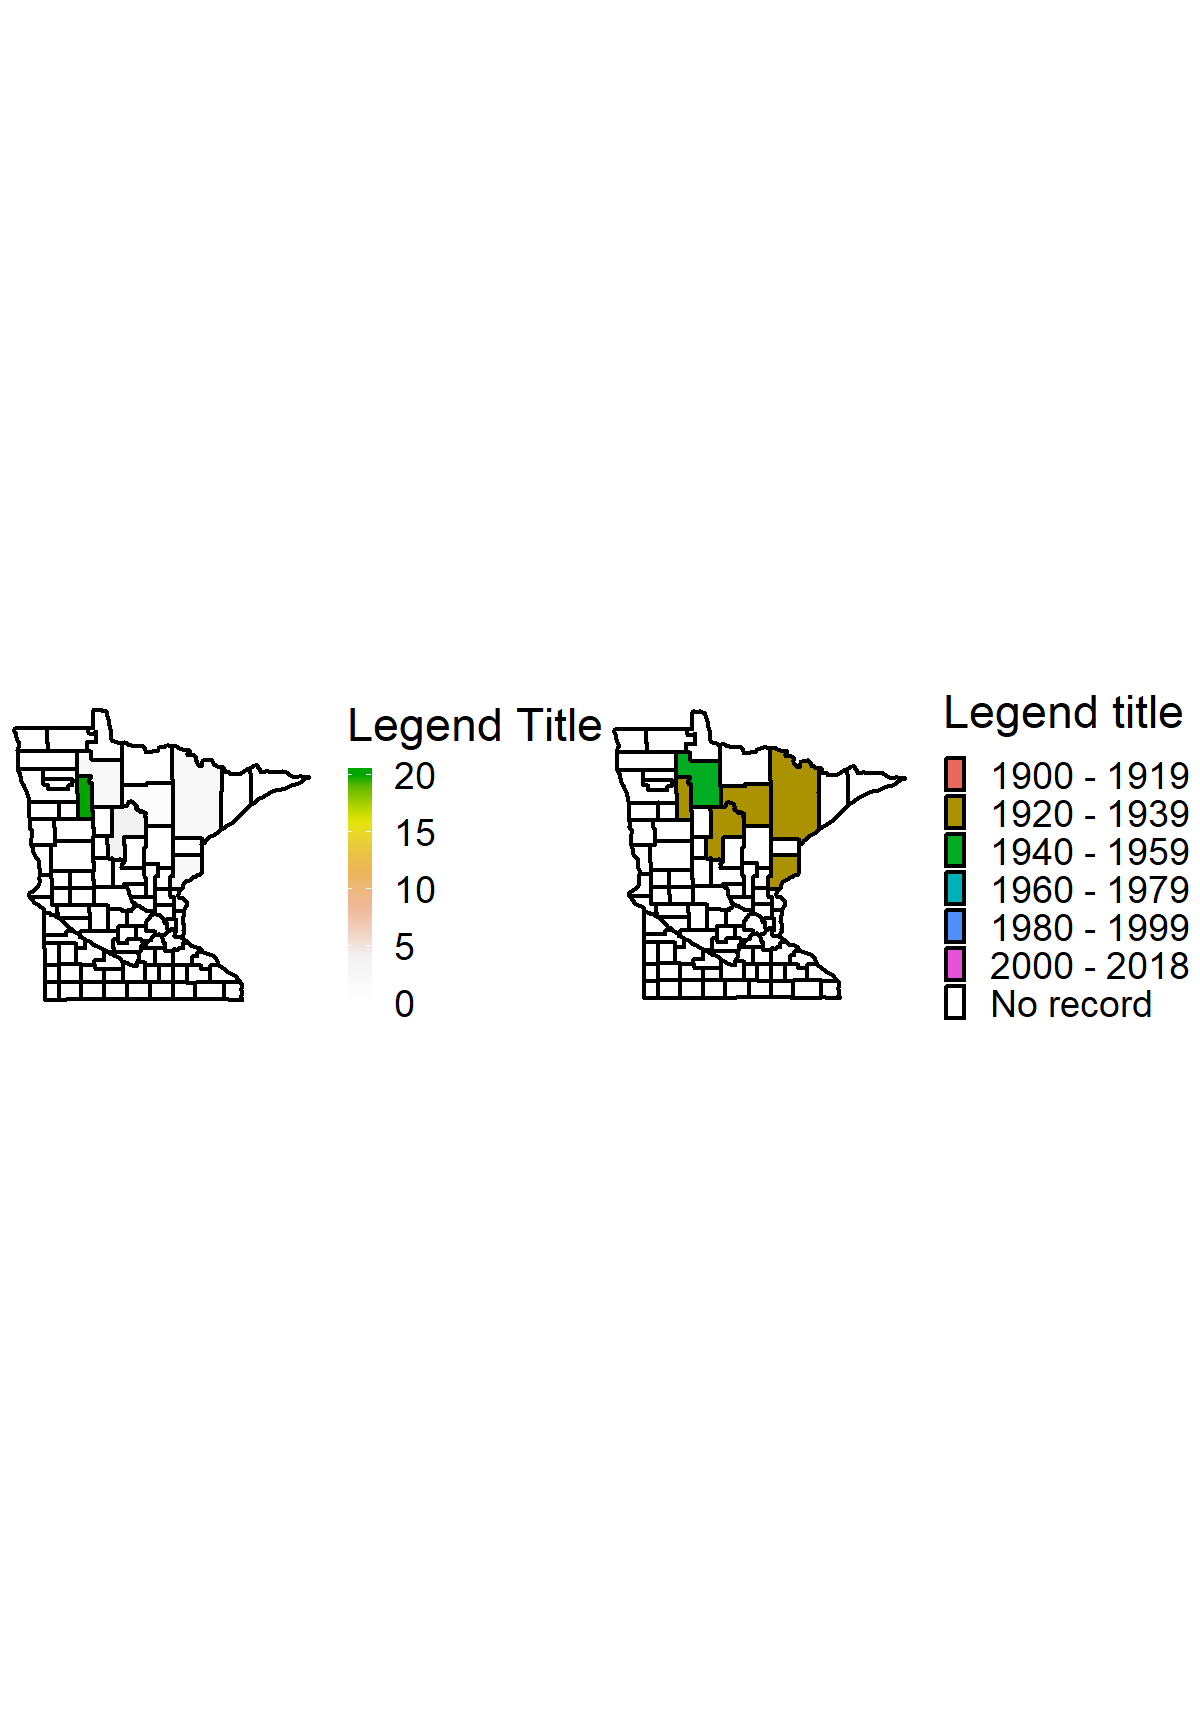 Legend Title
20
15
10
5
0
Legend title
1900 - 1919
1920 - 1939
1940 - 1959
1960 - 1979
1980 - 1999
2000 - 2018
No record